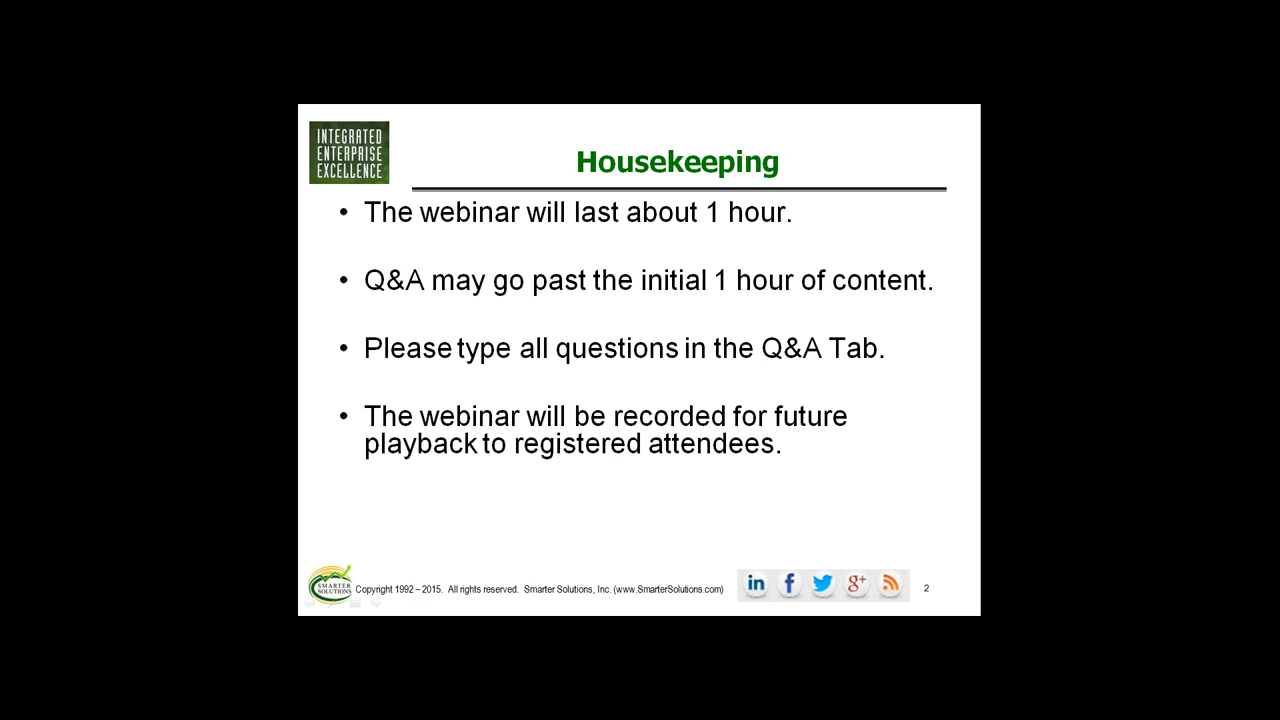 INTEGRATED
ENTERPRISE
EXCELLENCE
Housekeeping
• The webinar will last about 1 hour.
• Q&A may go past the initial 1 hour of content.
• Please type all questions in the Q&A Tab.
• The webinar will be recorded for future
playback to registered attendees.
SMARTER
SOLUTIONS
Copyright 1992 – 2015. All rights reserved. Smarter Solutions, Inc. (www.SmarterSolutions.com)
in f g+
2